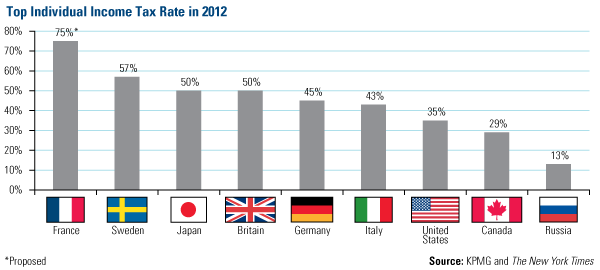 Top Individual Income Tax Rate in 2012
80%
70%
60%
50%
40%
30%
20%
10%
0%
75%*
57%
50%
50%
45%
43%
35%
29%
13%
France
Sweden
Japan
Britain
Germany
Italy
United
States
Canada
Russia
*Proposed
Source: KPMG and The New York Times